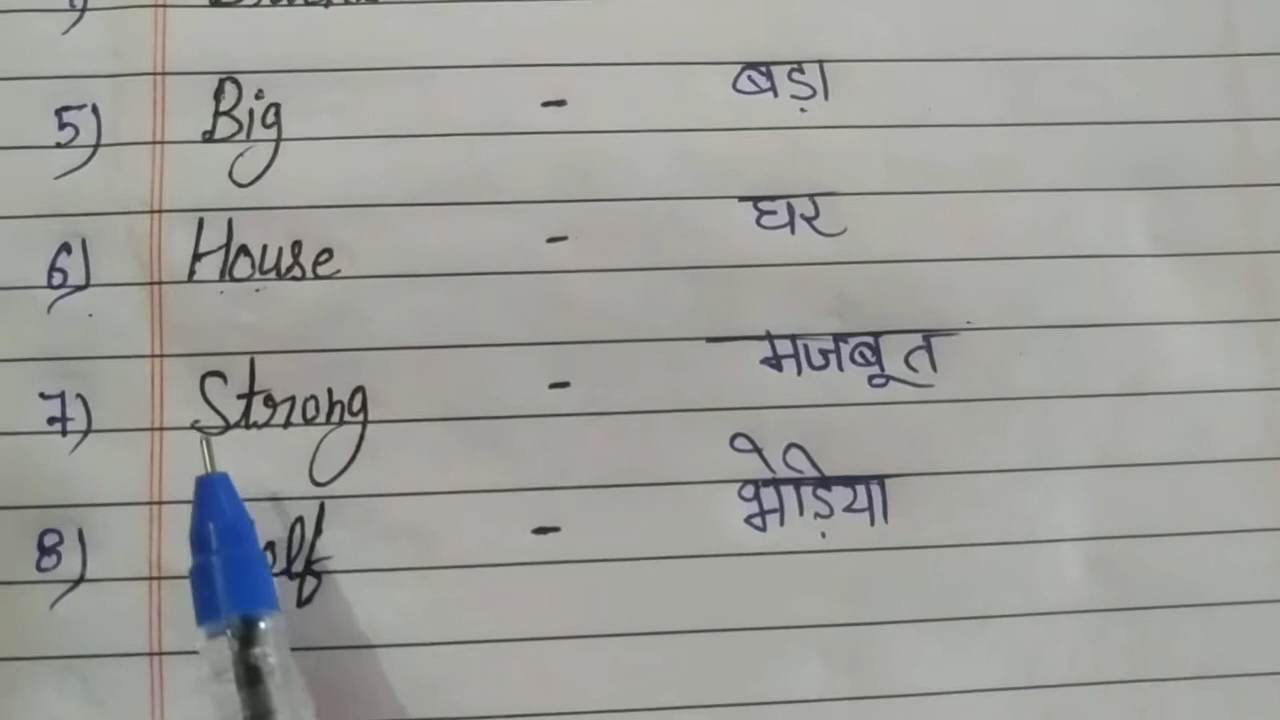 5) Big - बड़ा
6) House - घर
7) Strong - मजबूत
8) - भेड़िया